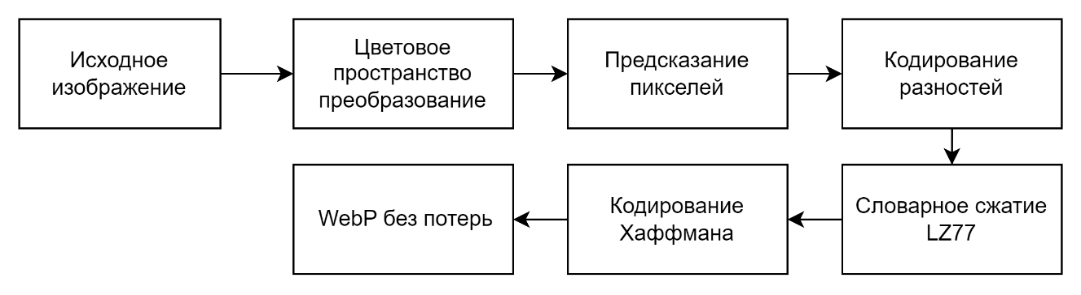 Исходное
изображение
Цветовое
пространство
преобразование
Предсказание
пикселей
Кодирование
разностей
Словарное сжатие
LZ77
Кодирование
Хаффмана
WebP без потерь